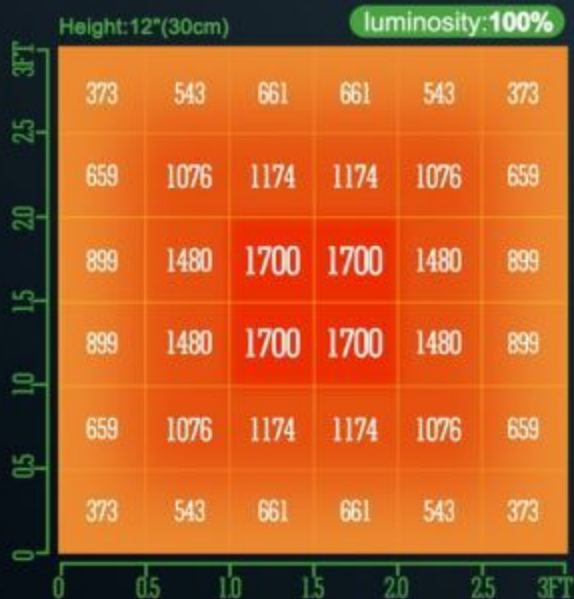 Height:12"(30cm) luminosity:100%
3FT
373 543 661 661 543 373
2.5
659 1076 1174 1174 1076 659
2.0
899 1480 1700 1700 1480 899
1.5
899 1480 1700 1700 1480 899
1.0
659 1076 1174 1174 1076 659
0.5
373 543 661 661 543 373
0
0 0.5 1.0 1.5 2.0 2.5 3FT